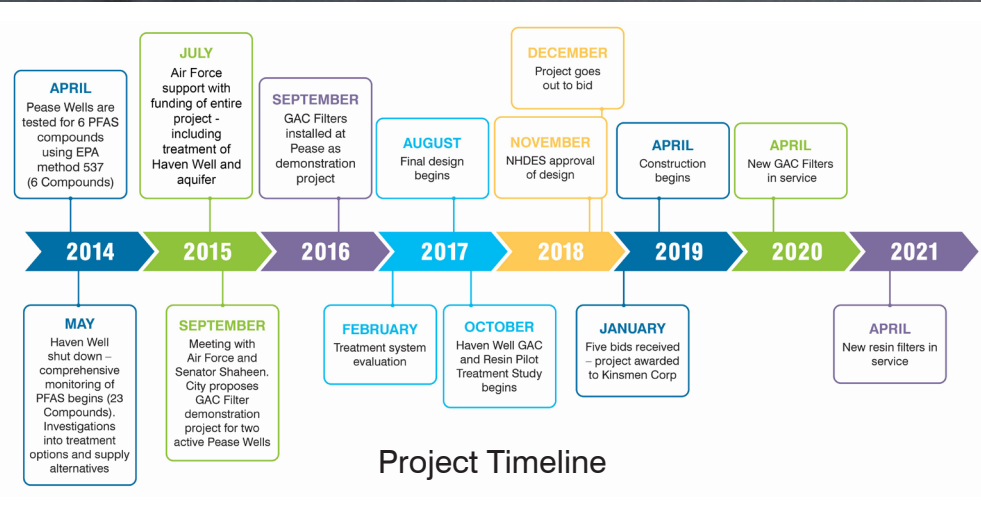 APRIL
Pease Wells are
tested for 6 PFAS
compounds
using EPA
method 537
(6 Compounds)
JULY
Air Force
support with
funding of entire
project -
including
treatment of
Haven Well and
aquifer
SEPTEMBER
GAC Filters
installed at
Pease as
demonstration
project
AUGUST
Final design
begins
DECEMBER
Project goes
out to bid
NOVEMBER
NHDES approval
of design
APRIL
Construction
begins
APRIL
New GAC Filters
in service
2014
2015
2016
2017
2018
2019
2020
2021
MAY
Haven Well
shut down –
comprehensive
monitoring of
PFAS begins (23
Compounds).
Investigations
into treatment
options and supply
alternatives
SEPTEMBER
Meeting with
Air Force and
Senator Shaheen.
City proposes
GAC Filter
demonstration
project for two
active Pease Wells
FEBRUARY
Treatment system
evaluation
OCTOBER
Haven Well GAC
and Resin Pilot
Treatment Study
begins
JANUARY
Five bids received
– project awarded
to Kinsmen Corp
APRIL
New resin filters in
service
Project Timeline